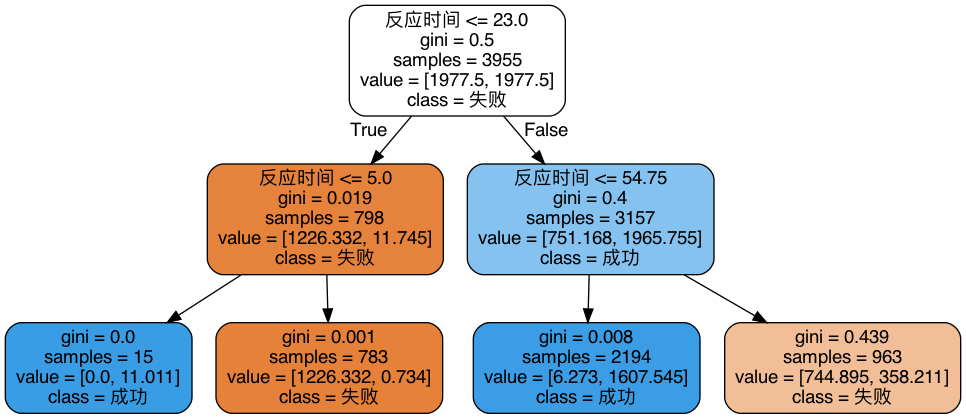 反应时间 <= 23.0
gini = 0.5
samples = 3955
value = [1977.5, 1977.5]
class = 失败
True
False
反应时间 <= 5.0
gini = 0.019
samples = 798
value = [1226.332, 11.745]
class = 失败
反应时间 <= 54.75
gini = 0.4
samples = 3157
value = [751.168, 1965.755]
class = 成功
gini = 0.0
samples = 15
value = [0.0, 11.011]
class = 成功
gini = 0.001
samples = 783
value = [1226.332, 0.734]
class = 失败
gini = 0.008
samples = 2194
value = [6.273, 1607.545]
class = 成功
gini = 0.439
samples = 963
value = [744.895, 358.211]
class = 失败